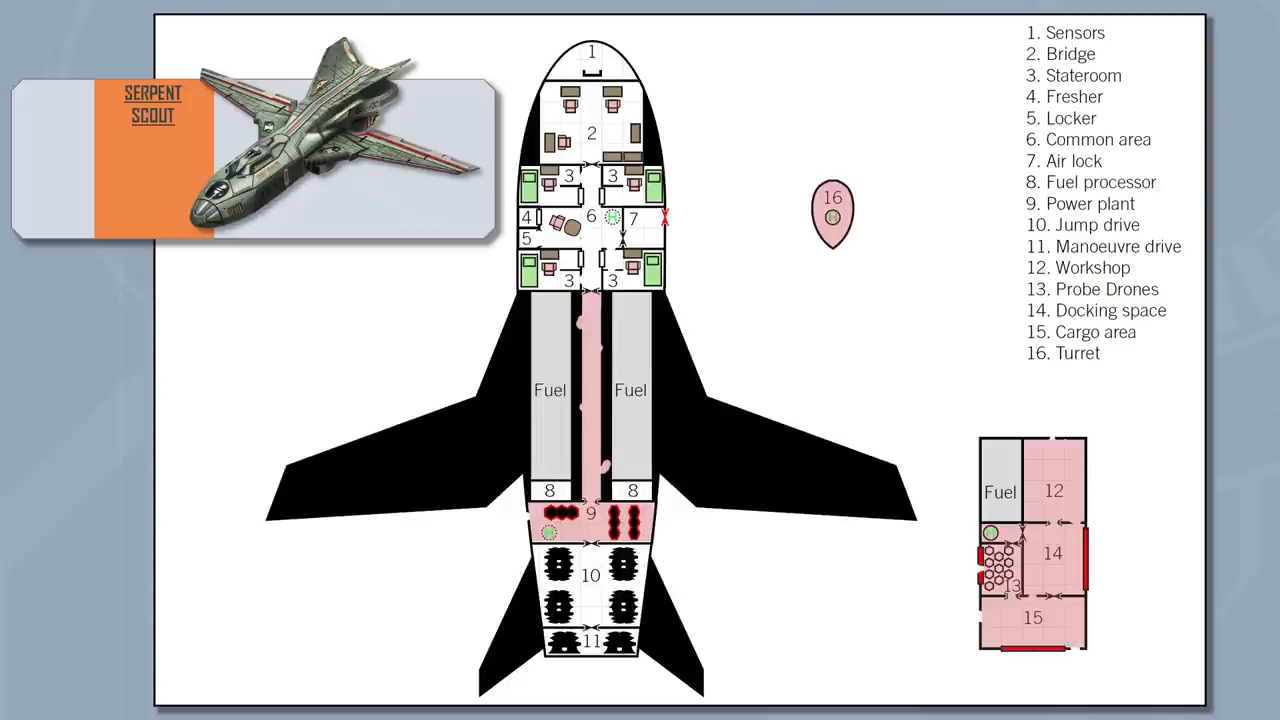 SERPENT
SCOUT
1. Sensors
2. Bridge
3. Stateroom
4. Fresher
5. Locker
6. Common area
7. Air lock
8. Fuel processor
9. Power plant
10. Jump drive
11. Manoeuvre drive
12. Workshop
13. Probe Drones
14. Docking space
15. Cargo area
16. Turret
1
2
3 3
4 6 H 7
5
3 3
16
H
Fuel Fuel
8 8
9
H
10
11
Fuel 12
H
14
13
15